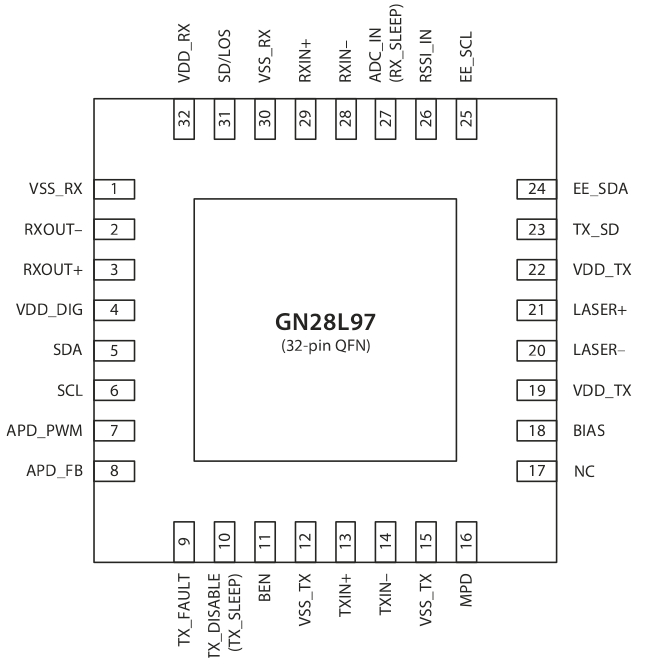 VDD_RX
SD/LOS
VSS_RX
RXIN+
RXIN–
ADC_IN
(RX_SLEEP)
RSSI_IN
EE_SCL
32
31
30
29
28
27
26
25
VSS_RX 1
24 EE_SDA
RXOUT– 2
23 TX_SD
RXOUT+ 3
22 VDD_TX
VDD_DIG 4
21 LASER+
GN28L97
(32-pin QFN)
SDA 5
20 LASER–
SCL 6
19 VDD_TX
APD_PWM 7
18 BIAS
APD_FB 8
17 NC
9
10
11
12
13
14
15
16
TX_FAULT
TX_DISABLE
(TX_SLEEP)
BEN
VSS_TX
TXIN+
TXIN–
VSS_TX
MPD